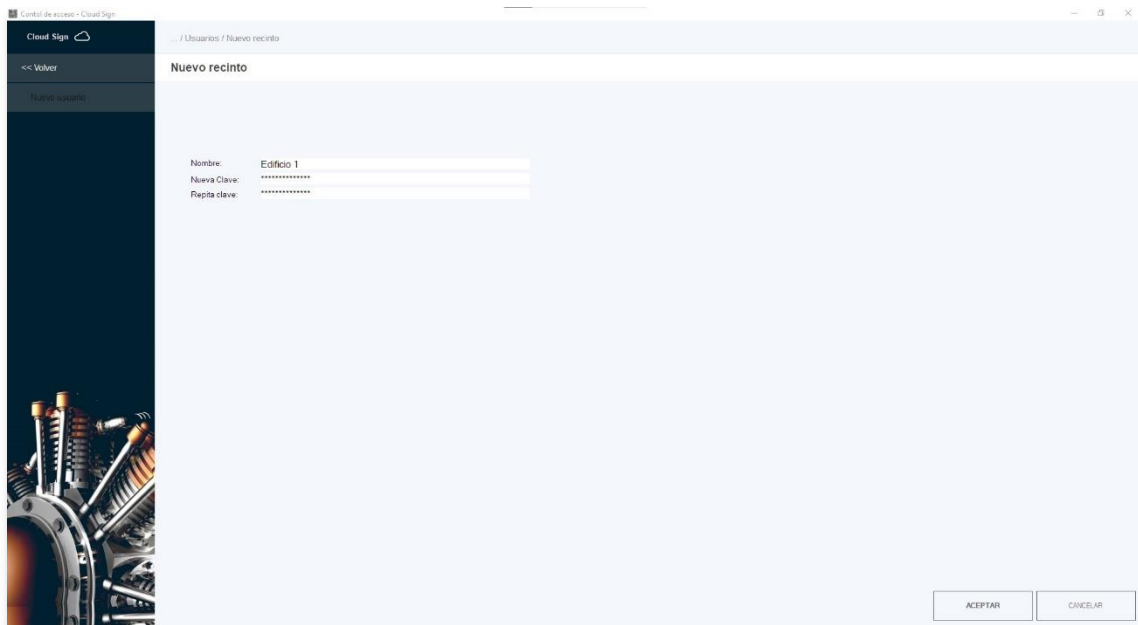 Contol de acceso - Cloud Sign
Cloud Sign
... / Usuarios / Nuevo recinto
<< Volver
Nuevo recinto
Nuevo usuario
Nombre: Edificio 1
Nueva Clave: **************
Repita clave: **************
ACEPTAR CANCELAR